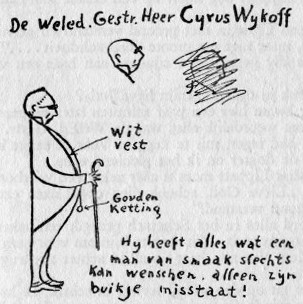 De Weled. Gestr. Heer Cyrus Wykoff
Wit
vest
Gouden
Ketting
Hy heeft alles wat een
man van smaak slechts
kan wenschen, alleen zyn
buikje misstaat!